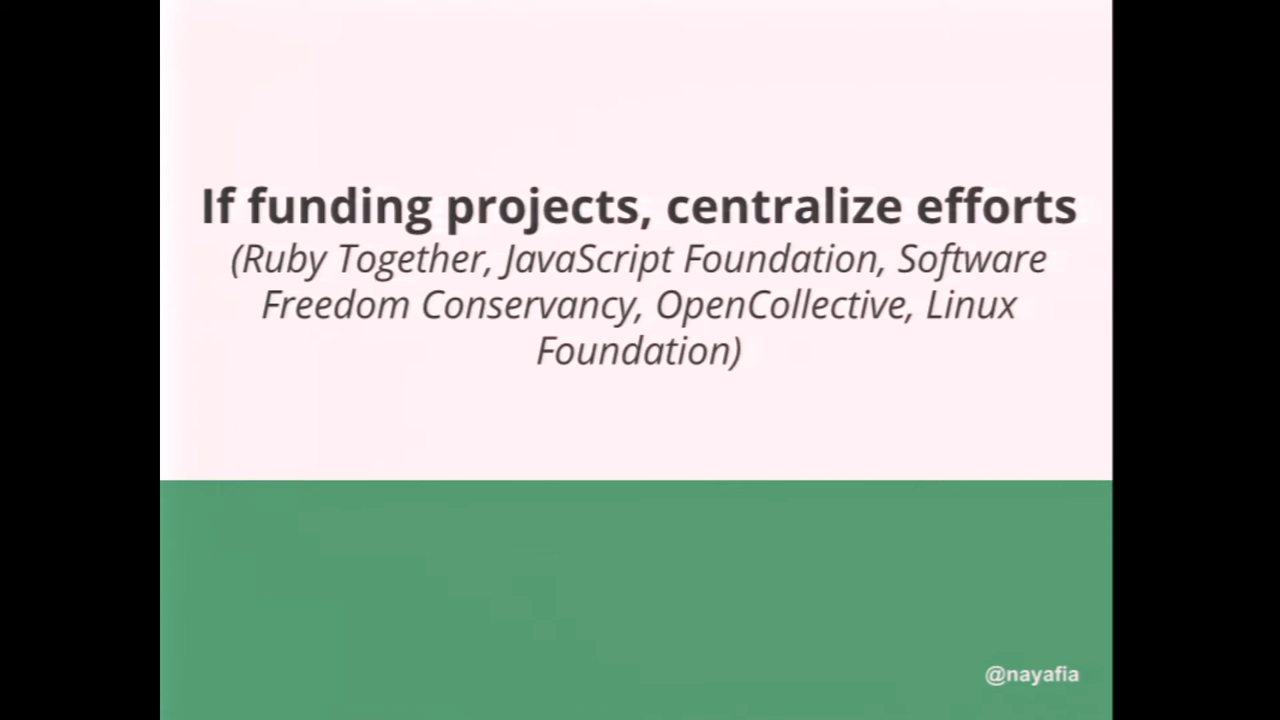 If funding projects, centralize efforts
(Ruby Together, JavaScript Foundation, Software
Freedom Conservancy, OpenCollective, Linux
Foundation)
@nayafia